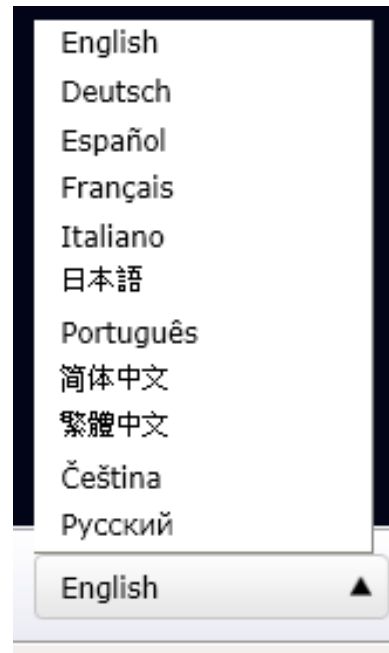 English
Deutsch
Español
Français
Italiano
日本語
Português
简体中文
繁體中文
Čeština
Русский
English